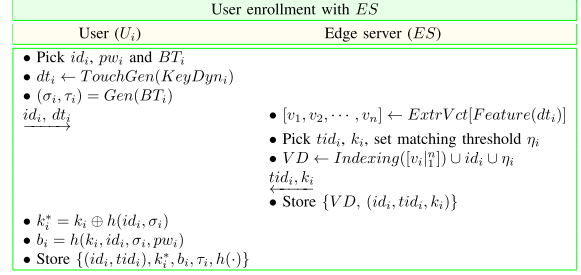 User enrollment with ES
User (U_i)
Edge server (ES)
• Pick id_i, pw_i and BT_i
• dt_i ← TouchGen(KeyDyn_i)
• (σ_i, τ_i) = Gen(BT_i)
id_i, dt_i
→
• [v_1, v_2, ⋯ , v_n] ← ExtrVct[Feature(dt_i)]
• Pick tid_i, k_i, set matching threshold η_i
• VD ← Indexing([v_i|_1^n]) ∪ id_i ∪ η_i
tid_i, k_i
←
• Store {VD, (id_i, tid_i, k_i)}
• k_i^* = k_i ⊕ h(id_i, σ_i)
• b_i = h(k_i, id_i, σ_i, pw_i)
• Store {(id_i, tid_i), k_i^*, b_i, τ_i, h(·)}